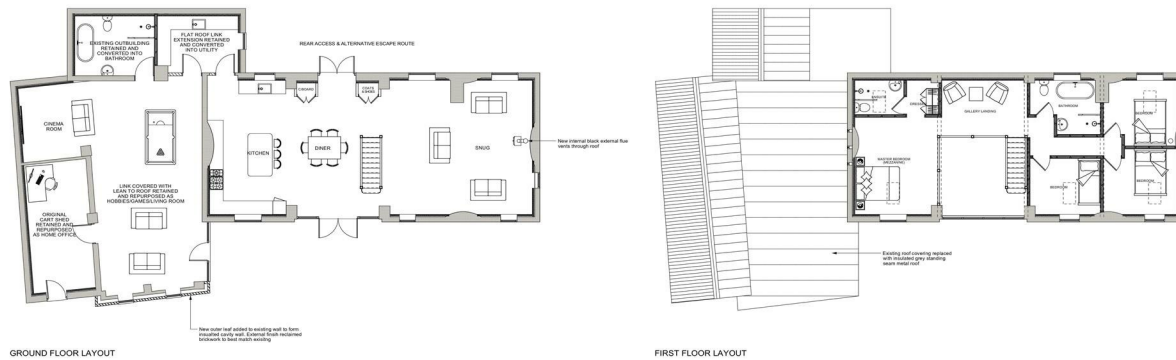 EXISTING OUTBUILDING
RETAINED AND
CONVERTED INTO
BATHROOM
FLAT ROOF LINK
EXTENSION RETAINED
AND CONVERTED
INTO UTILITY
REAR ACCESS & ALTERNATIVE ESCAPE ROUTE
CINEMA
ROOM
KITCHEN
DINER
SNUG
New internal black external flue
vents through roof
LINK COVERED WITH
LEAN TO ROOF RETAINED
AND REPURPOSED AS
HOBBIES/GAMES/LIVING ROOM
ORIGINAL
CART SHED
RETAINED AND
REPURPOSED
AS HOME OFFICE
New outer leaf added to existing wall to form
insualted cavity wall. External finish reclaimed
brickwork to best match existing
GROUND FLOOR LAYOUT
ENSUITE
GALLERY LANDING
BATHROOM
BEDROOM
MASTER BEDROOM
(MEZZANINE)
BEDROOM
BEDROOM
Existing roof covering replaced
with insulated grey standing
seam metal roof
FIRST FLOOR LAYOUT